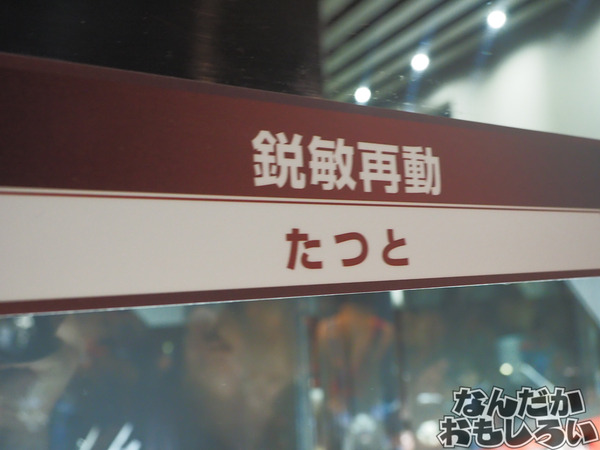 鋭敏再動
たつと
なんだか
おもしろい